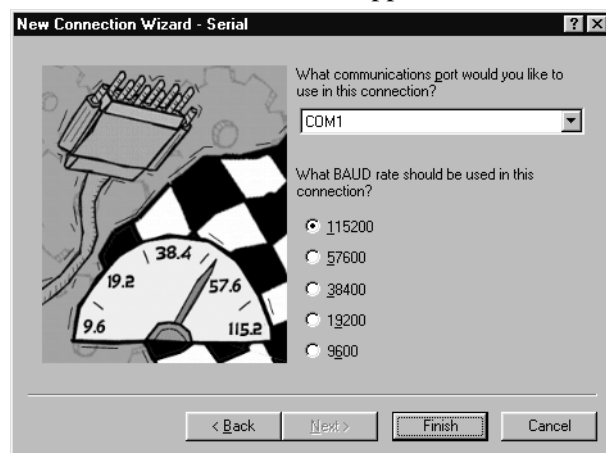 New Connection Wizard - Serial
What communications port would you like to
use in this connection?
COM1
What BAUD rate should be used in this
connection?
115200
57600
38400
19200
9600
9.6
19.2
38.4
57.6
115.2
< Back
Next >
Finish
Cancel